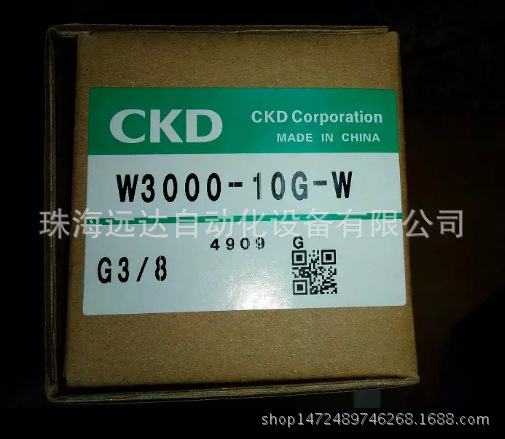 CKD
CKD Corporation
MADE IN CHINA
W3000-10G-W
珠海远达自动化设备有限公司
4909 G
G3/8
shop1472489746268.1688.com